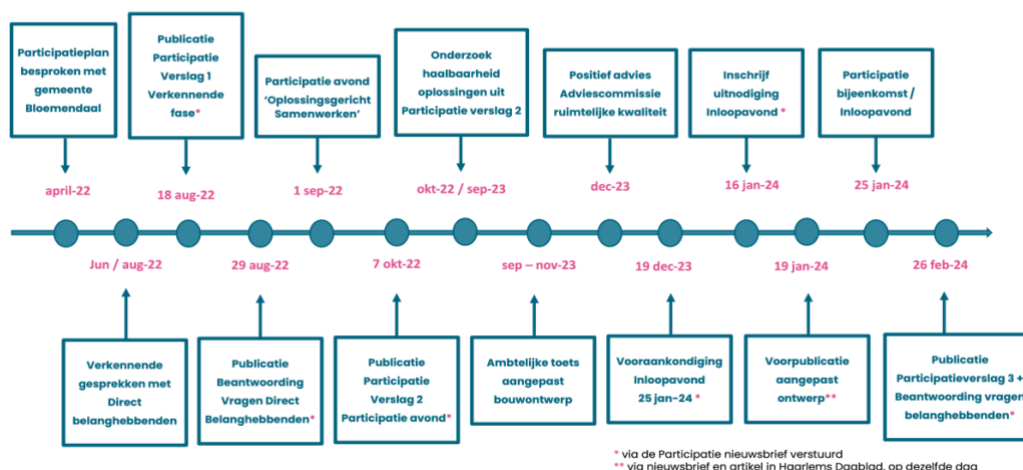 Participatieplan
besproken met
gemeente
Bloemendaal
Publicatie
Participatie
Verslag 1
Verkennende
fase*
Participatie avond
‘Oplossingsgericht
Samenwerken’
Onderzoek
haalbaarheid
oplossingen uit
Participatie verslag 2
Positief advies
Adviescommissie
ruimtelijke kwaliteit
Inschrijf
uitnodiging
Inloopavond *
Participatie
bijeenkomst /
Inloopavond
april-22
18 aug-22
1 sep-22
okt-22 / sep-23
dec-23
16 jan-24
25 jan-24
Jun / aug-22
29 aug-22
7 okt-22
sep – nov-23
19 dec-23
19 jan-24
26 feb-24
Verkennende
gesprekken met
Direct
belanghebbenden
Publicatie
Beantwoording
Vragen Direct
Belanghebbenden*
Publicatie
Participatie
Verslag 2
Participatie avond*
Ambtelijke toets
aangepast
bouwontwerp
Vooraankondiging
Inloopavond
25 jan-24 *
Voorpublicatie
aangepast
ontwerp**
Publicatie
Participatieverslag 3 +
Beantwoording vragen
belanghebbenden*
* via de Participatie nieuwsbrief verstuurd
** via nieuwsbrief en artikel in Haarlems Dagblad, op dezelfde dag